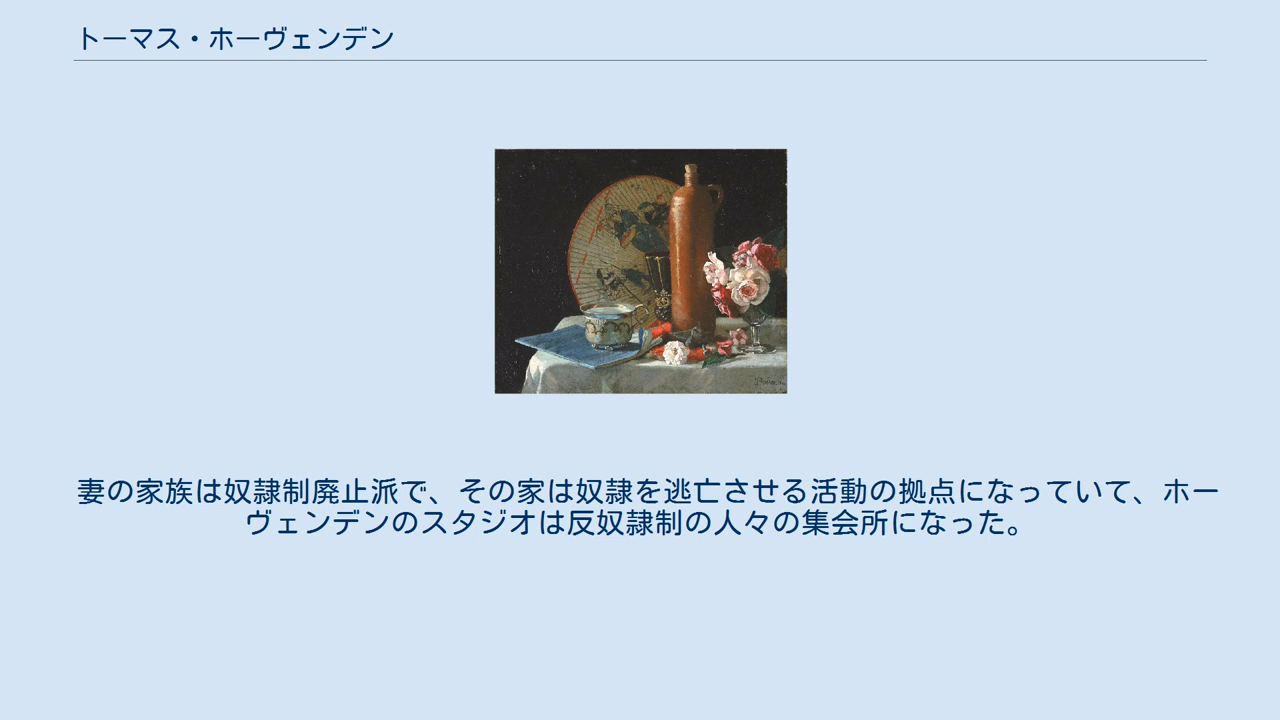 トーマス・ホーヴェンデン
妻の家族は奴隷制廃止派で、その家は奴隷を逃亡させる活動の拠点になっていて、ホー
ヴェンデンのスタジオは反奴隷制の人々の集会所になった。